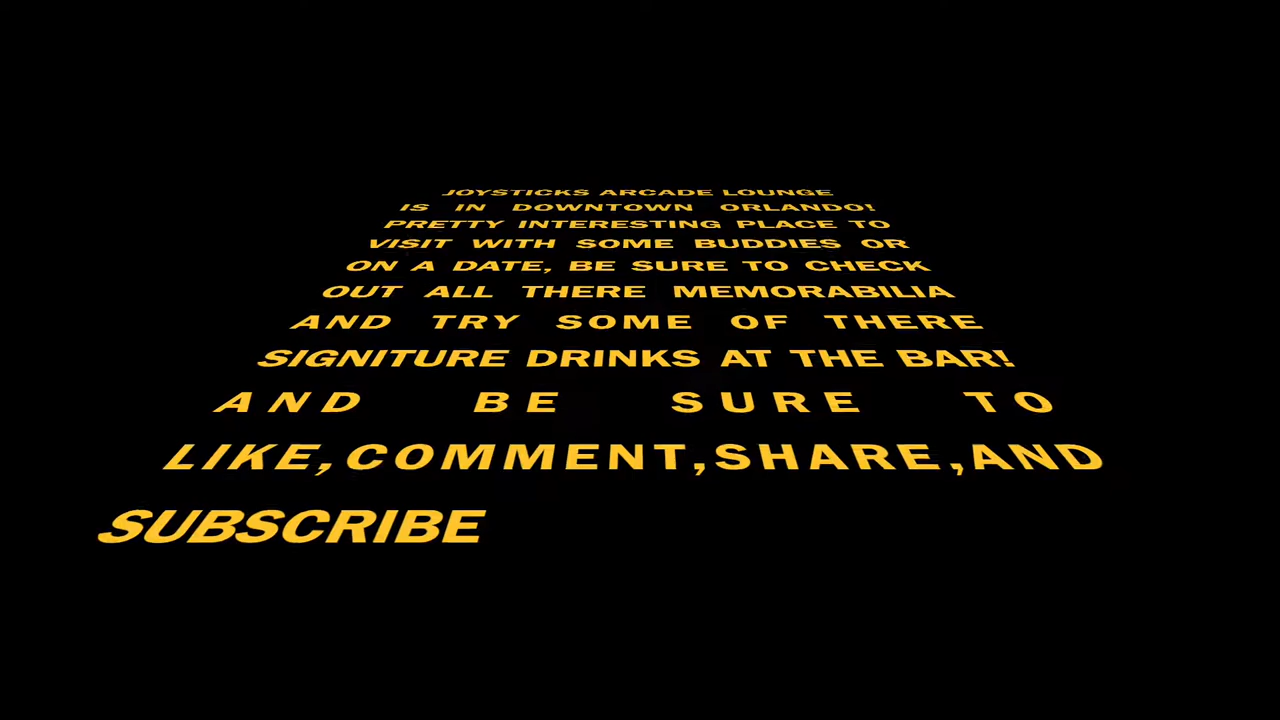 JOYSTICKS ARCADE LOUNGE
IS IN DOWNTOWN ORLANDO!
PRETTY INTERESTING PLACE TO
VISIT WITH SOME BUDDIES OR
ON A DATE, BE SURE TO CHECK
OUT ALL THERE MEMORABILIA
AND TRY SOME OF THERE
SIGNITURE DRINKS AT THE BAR!
AND BE SURE TO
LIKE,COMMENT,SHARE,AND
SUBSCRIBE